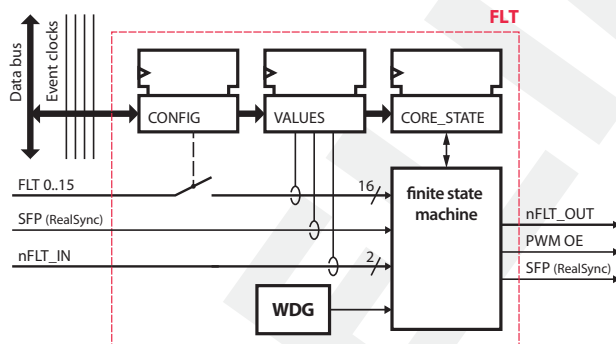 FLT
Data bus
Event clocks
CONFIG
VALUES
CORE_STATE
FLT 0..15
16
finite state
machine
SFP (RealSync)
nFLT_OUT
nFLT_IN
2
PWM OE
SFP (RealSync)
WDG